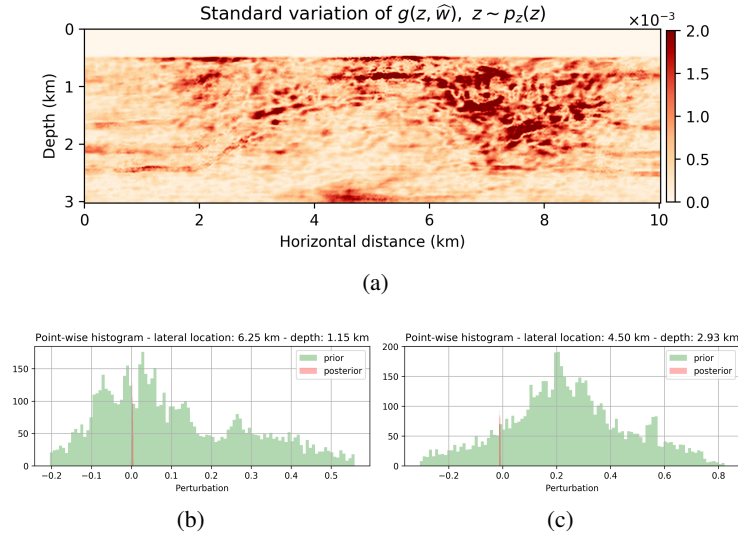 Standard variation of g(z, ŵ), z ∼ p_z(z)
×10⁻³
0
1
2
3
Depth (km)
0
2
4
6
8
10
Horizontal distance (km)
2.0
1.5
1.0
0.5
0.0
(a)
Point-wise histogram - lateral location: 6.25 km - depth: 1.15 km
prior
posterior
150
100
50
0
−0.2
−0.1
0.0
0.1
0.2
0.3
0.4
0.5
Perturbation
(b)
Point-wise histogram - lateral location: 4.50 km - depth: 2.93 km
prior
posterior
200
150
100
50
0
−0.2
0.0
0.2
0.4
0.6
0.8
Perturbation
(c)